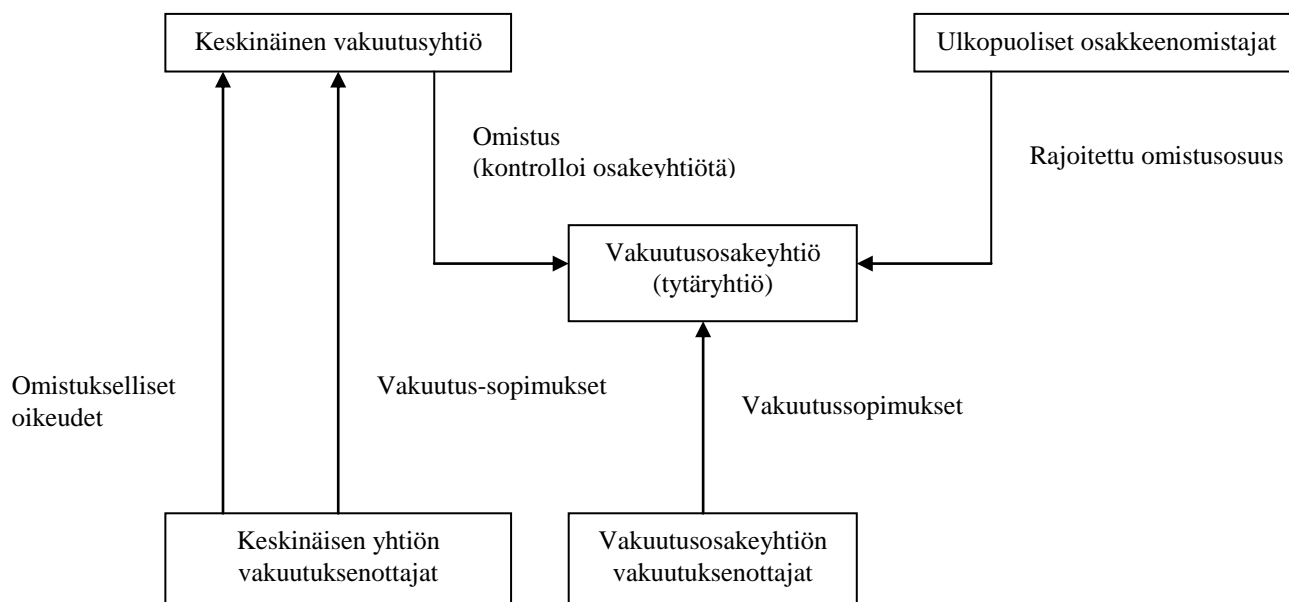 Keskinäinen vakuutusyhtiö
Ulkopuoliset osakkeenomistajat
Omistus
(kontrolloi osakeyhtiötä)
Rajoitettu omistusosuus
Vakuutusosakeyhtiö
(tytäryhtiö)
Omistukselliset
oikeudet
Vakuutus-sopimukset
Vakuutussopimukset
Keskinäisen yhtiön
vakuutuksenottajat
Vakuutusosakeyhtiön
vakuutuksenottajat